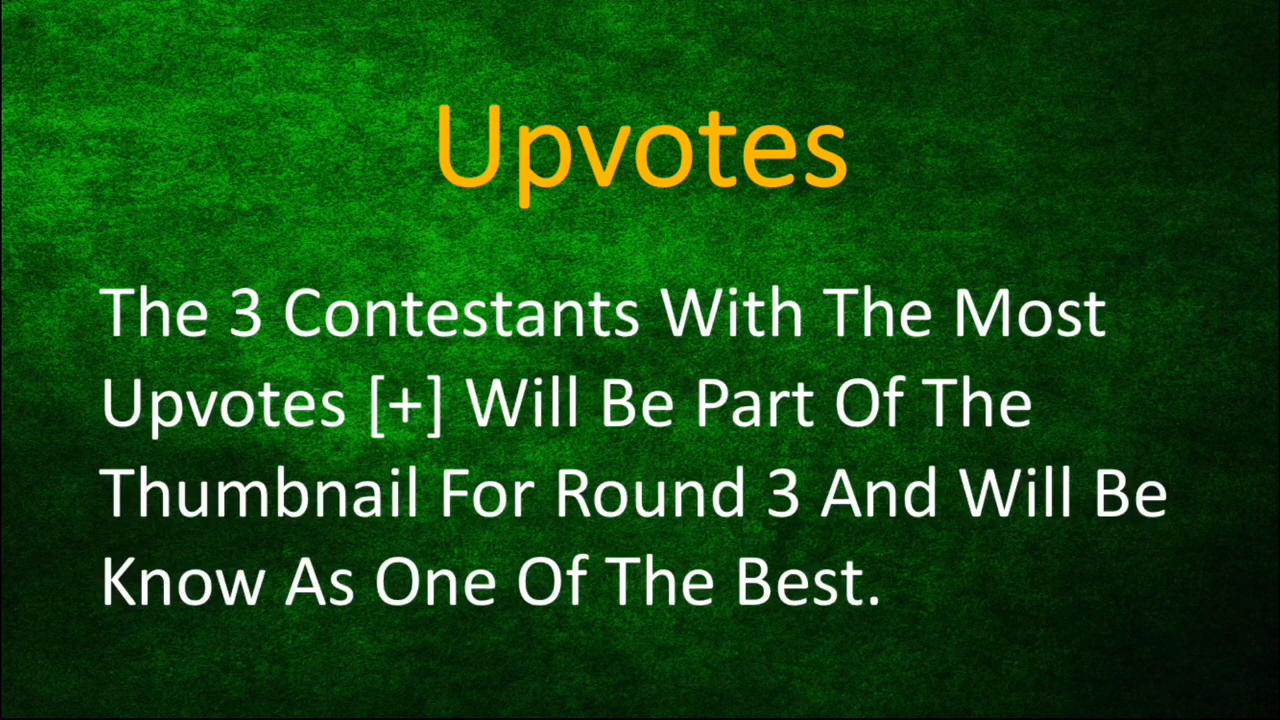 Upvotes
The 3 Contestants With The Most
Upvotes [+] Will Be Part Of The
Thumbnail For Round 3 And Will Be
Know As One Of The Best.